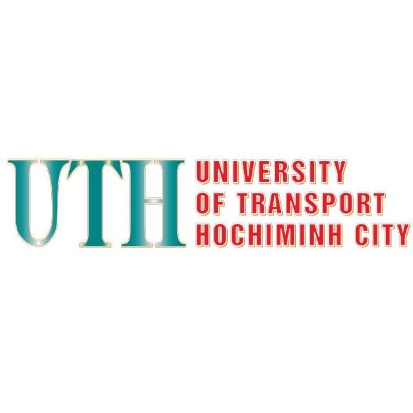 UTH
UNIVERSITY
OF TRANSPORT
HOCHIMINH CITY